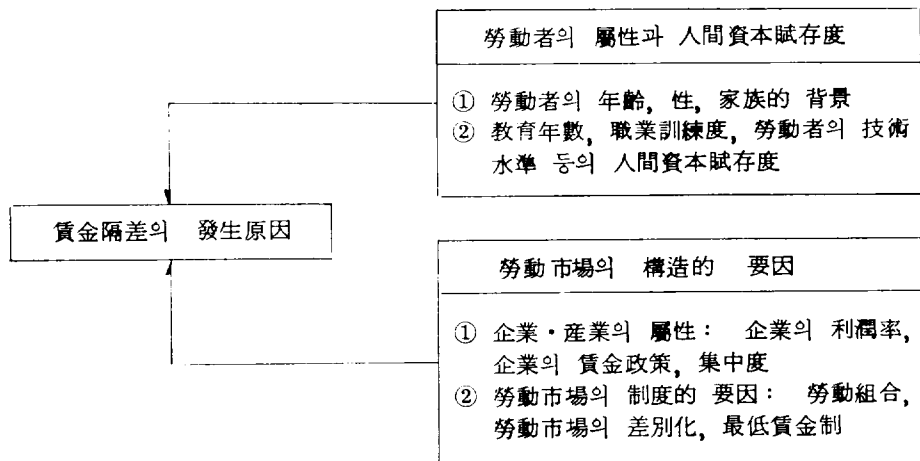 勞動者의 屬性과 人間資本賦存度
① 勞動者의 年齡, 性, 家族的 背景
② 敎育年數, 職業訓練度, 勞動者의 技術
水準 등의 人間資本賦存度
賃金隔差의 發生原因
勞動市場의 構造的 要因
① 企業·産業의 屬性: 企業의 利潤率,
企業의 賃金政策, 集中度
② 勞動市場의 制度的 要因: 勞動組合,
勞動市場의 差別化, 最低賃金制